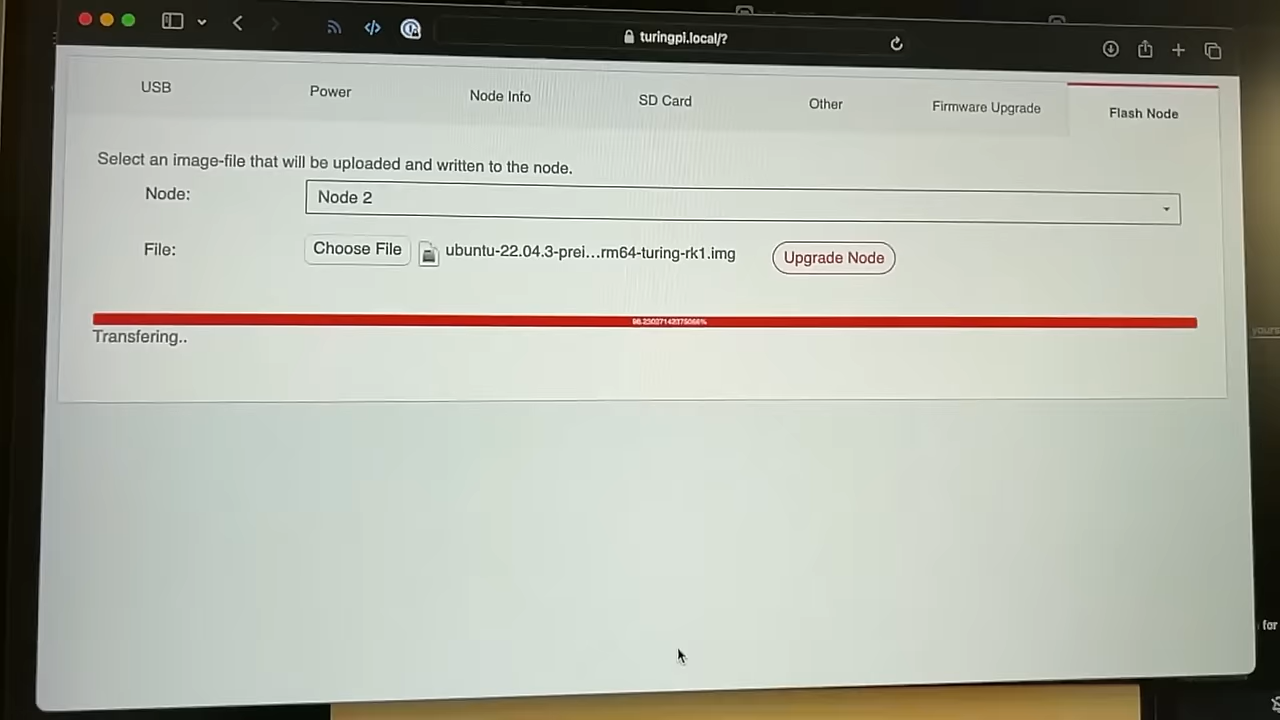 turingpi.local/?
USB
Power
Node Info
SD Card
Other
Firmware Upgrade
Flash Node
Select an image-file that will be uploaded and written to the node.
Node:
Node 2
File:
Choose File
ubuntu-22.04.3-prei...rm64-turing-rk1.img
Upgrade Node
Transfering..
yours
for